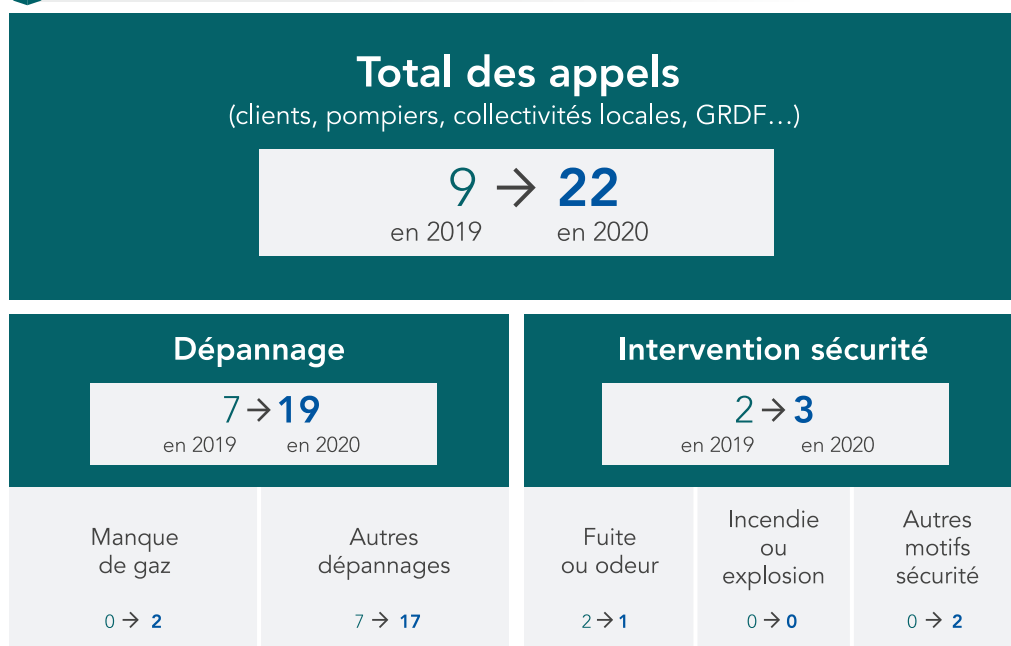 Total des appels
(clients, pompiers, collectivités locales, GRDF…)
9 → 22
en 2019 en 2020
Dépannage
7 → 19
en 2019 en 2020
Intervention sécurité
2 → 3
en 2019 en 2020
Manque
de gaz
0 → 2
Autres
dépannages
7 → 17
Fuite
ou odeur
2 → 1
Incendie
ou
explosion
0 → 0
Autres
motifs
sécurité
0 → 2